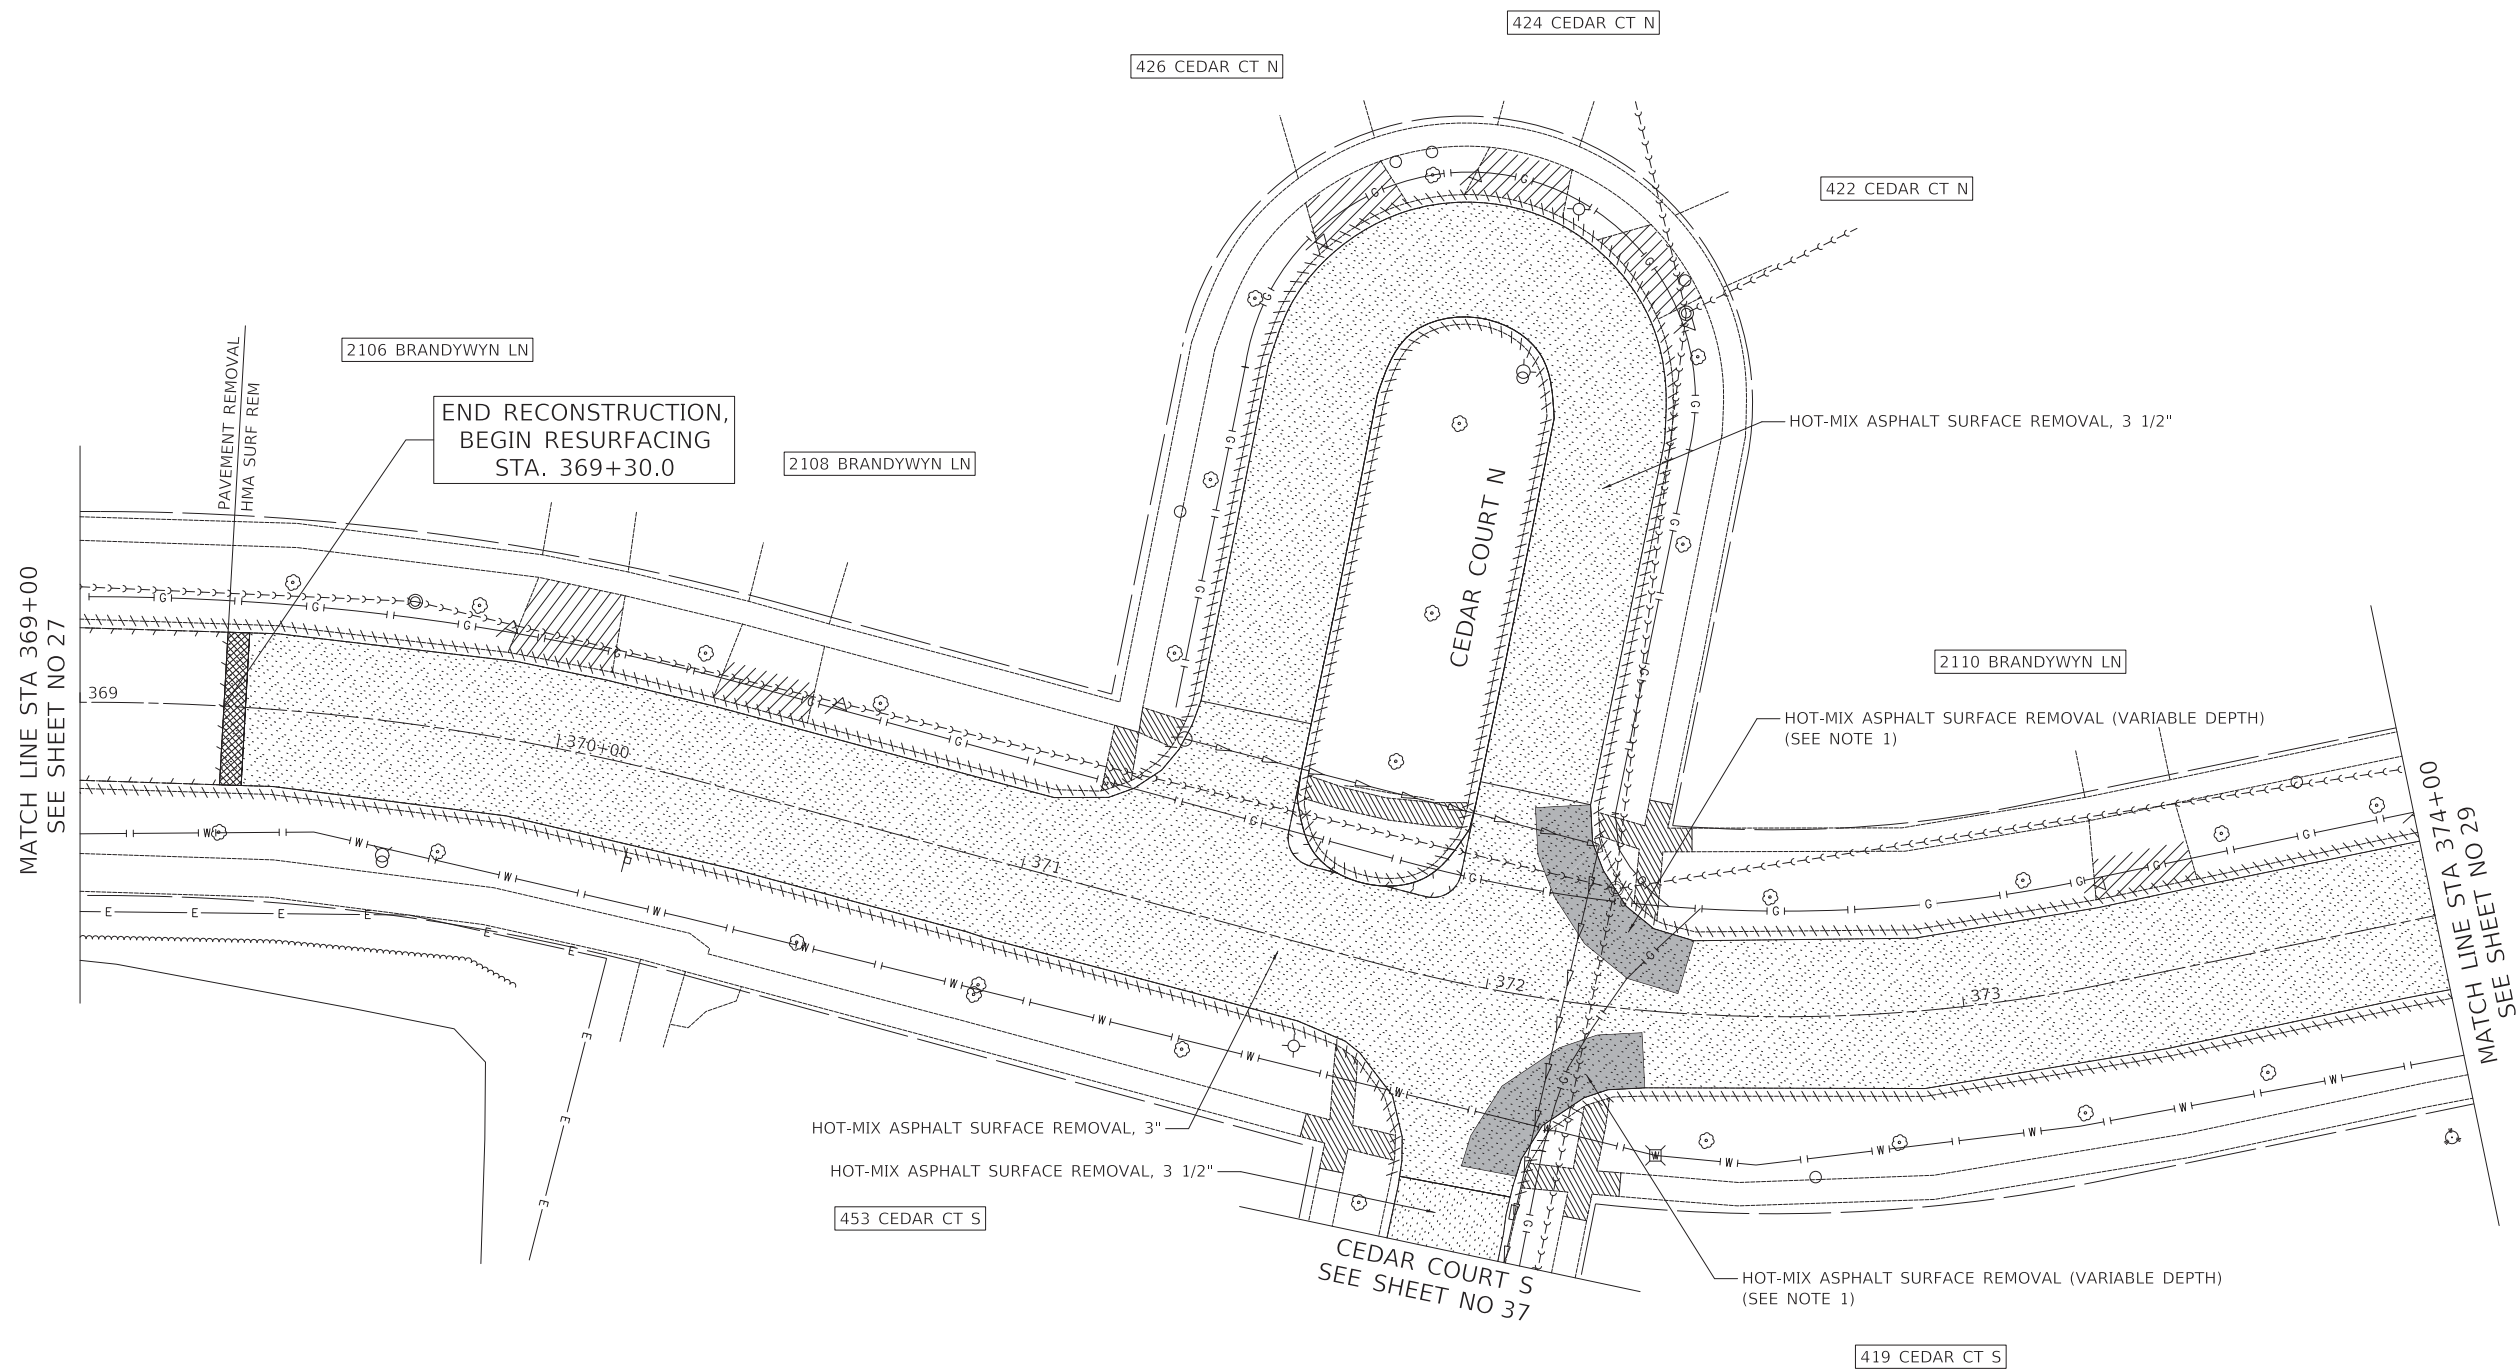 424 CEDAR CT N
426 CEDAR CT N
422 CEDAR CT N
2106 BRANDYWYN LN
PAVEMENT REMOVAL
HMA SURF REM
END RECONSTRUCTION,
BEGIN RESURFACING
STA. 369+30.0
2108 BRANDYWYN LN
HOT-MIX ASPHALT SURFACE REMOVAL, 3 1/2"
CEDAR COURT N
MATCH LINE STA 369+00
SEE SHEET NO 27
369
370+00
371
372
373
2110 BRANDYWYN LN
HOT-MIX ASPHALT SURFACE REMOVAL (VARIABLE DEPTH)
(SEE NOTE 1)
MATCH LINE STA 374+00
SEE SHEET NO 29
HOT-MIX ASPHALT SURFACE REMOVAL, 3"
HOT-MIX ASPHALT SURFACE REMOVAL, 3 1/2"
453 CEDAR CT S
CEDAR COURT S
SEE SHEET NO 37
HOT-MIX ASPHALT SURFACE REMOVAL (VARIABLE DEPTH)
(SEE NOTE 1)
419 CEDAR CT S